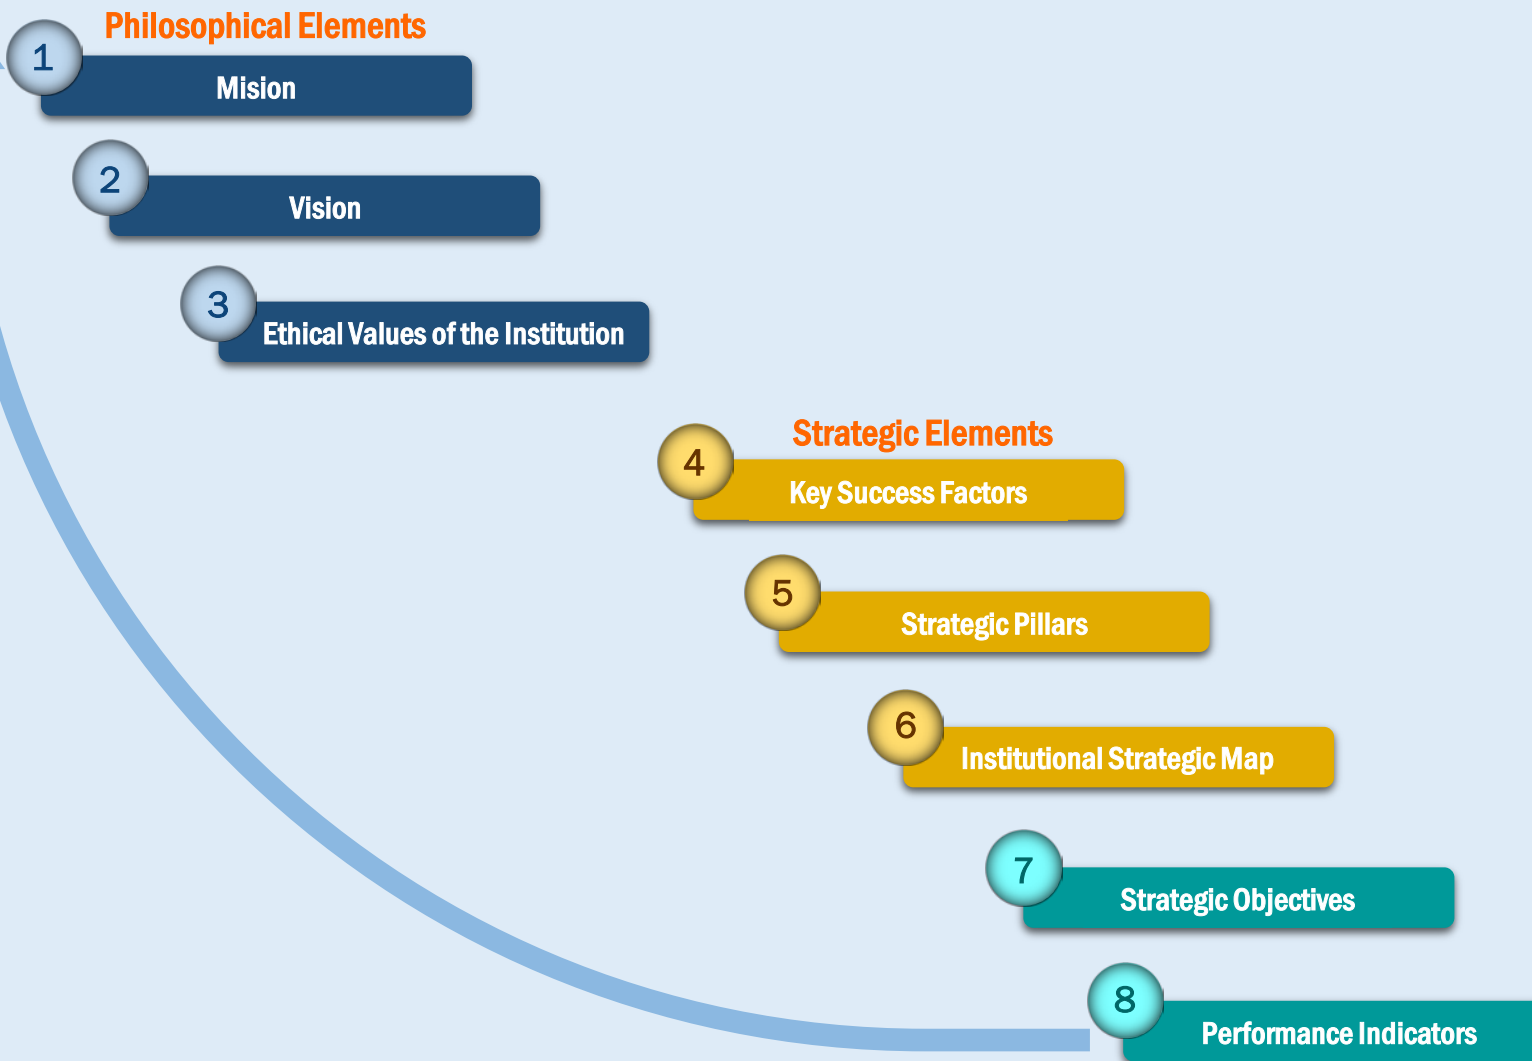 Philosophical Elements
1
Mision
2
Vision
3
Ethical Values of the Institution
Strategic Elements
4
Key Success Factors
5
Strategic Pillars
6
Institutional Strategic Map
7
Strategic Objectives
8
Performance Indicators